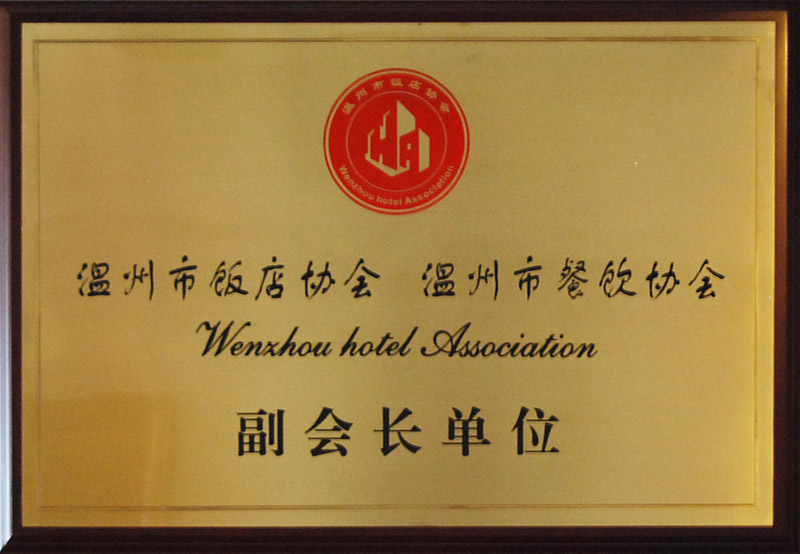 温州市饭店协会
HA
Wenzhou hotel Association
温州市饭店协会 温州市餐饮协会
Wenzhou hotel Association
副会长单位